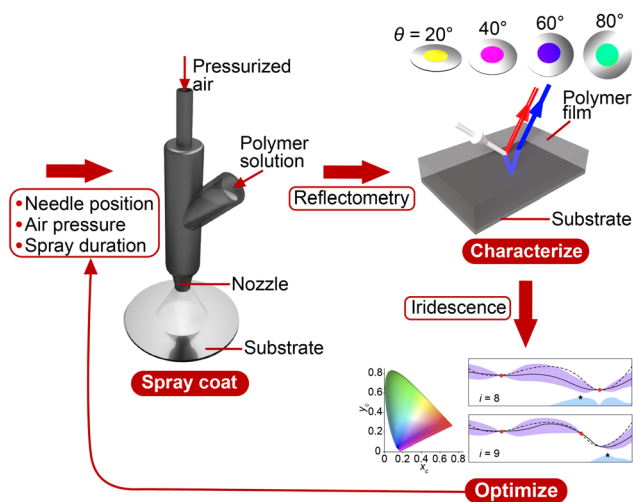 θ = 20° 40° 60° 80°
Pressurized
air
Polymer
solution
Polymer
film
• Needle position
• Air pressure
• Spray duration
Reflectometry
Substrate
Characterize
Nozzle
Iridescence
Substrate
Spray coat
0.8
0.6
0.4
0.2
0
y_c
0 0.2 0.4 0.6 0.8
x_c
i = 8
i = 9
Optimize